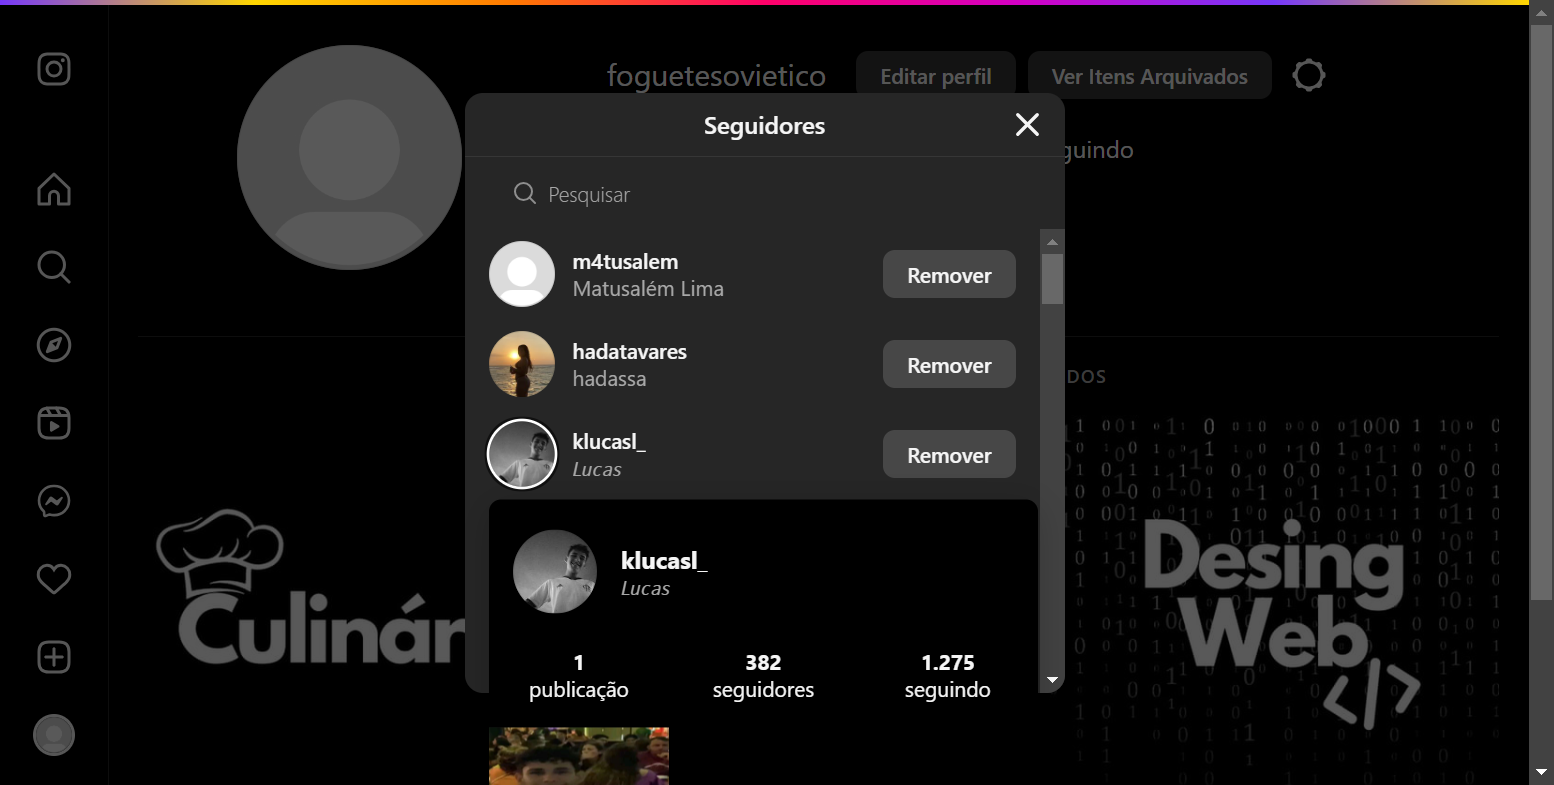 foguetesovietico
Editar perfil
Ver Itens Arquivados
guindo
Seguidores
Pesquisar
m4tusalem
Matusalém Lima
Remover
hadatavares
hadassa
Remover
klucasl_
Lucas
Remover
klucasl_
Lucas
1
publicação
382
seguidores
1.275
seguindo
DOS
Culinár
Desing
Web
</>